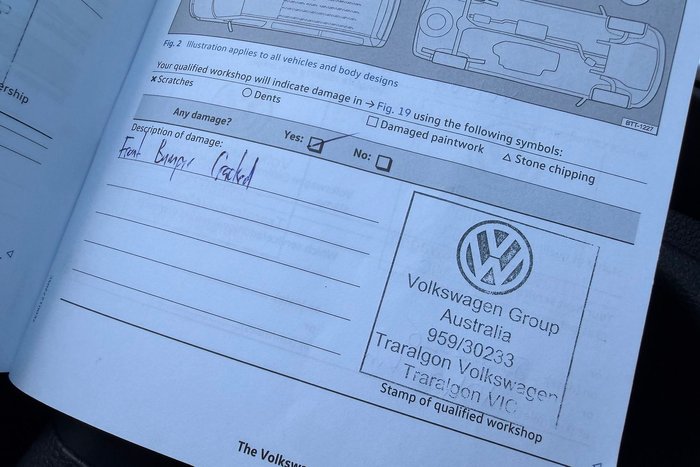 ership
Fig. 2 Illustration applies to all vehicles and body designs
BTT-1227
Your qualified workshop will indicate damage in → Fig. 19 using the following symbols:
× Scratches ○ Dents □ Damaged paintwork △ Stone chipping
Any damage? Yes: No:
Description of damage:
Front Cracked
Volkswagen Group
Australia
959/30233
Traralgon Volkswagen
Traralgon VIC
Stamp of qualified workshop
The Volksw